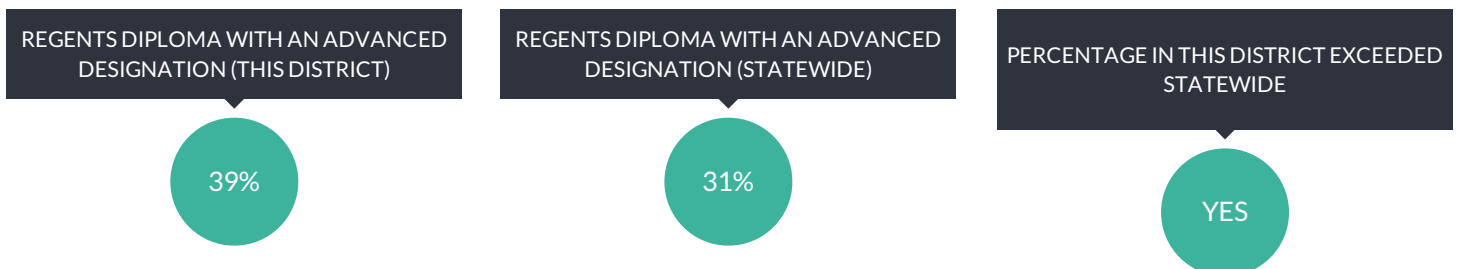 REGENTS DIPLOMA WITH AN ADVANCED
DESIGNATION (THIS DISTRICT)
39%
REGENTS DIPLOMA WITH AN ADVANCED
DESIGNATION (STATEWIDE)
31%
PERCENTAGE IN THIS DISTRICT EXCEEDED
STATEWIDE
YES